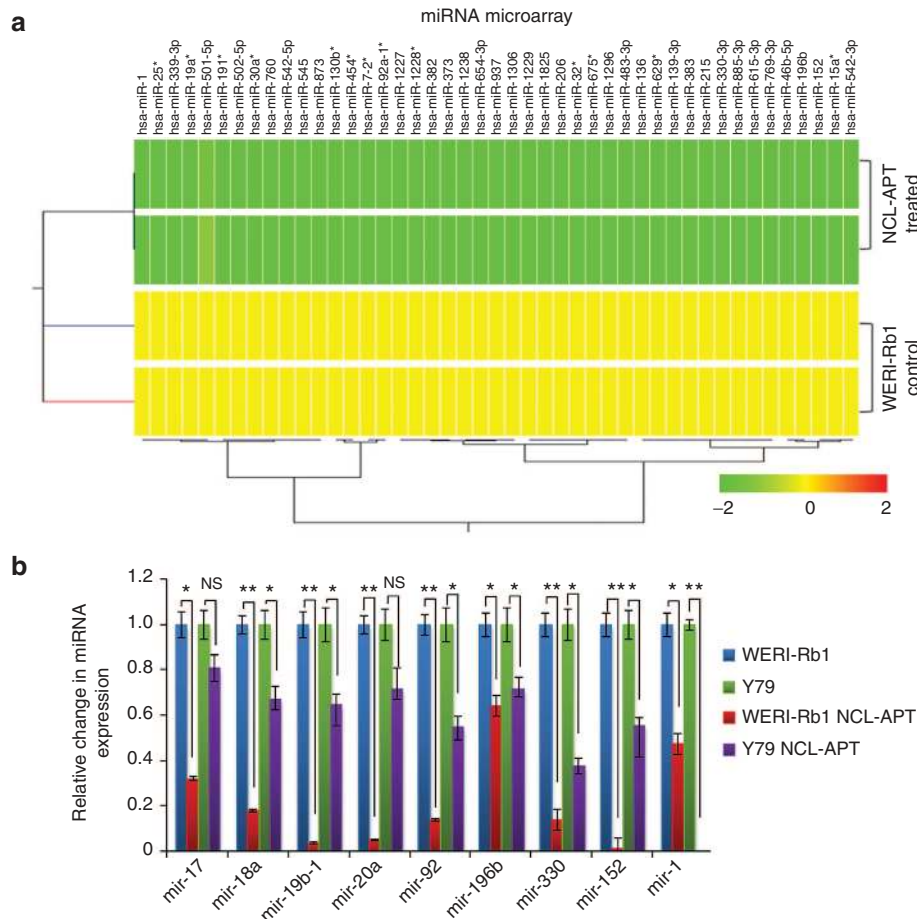 a
miRNA microarray
hsa-miR-1
hsa-miR-25*
hsa-miR-339-3p
hsa-miR-19a*
hsa-miR-501-5p
hsa-miR-191*
hsa-miR-502-5p
hsa-miR-30a*
hsa-miR-760
hsa-miR-542-5p
hsa-miR-545
hsa-miR-873
hsa-miR-130b*
hsa-miR-454*
hsa-miR-7-2*
hsa-miR-92a-1*
hsa-miR-1227
hsa-miR-1228*
hsa-miR-382
hsa-miR-373
hsa-miR-1238
hsa-miR-654-3p
hsa-miR-937
hsa-miR-1306
hsa-miR-1229
hsa-miR-1825
hsa-miR-206
hsa-miR-32*
hsa-miR-675*
hsa-miR-1296
hsa-miR-483-3p
hsa-miR-136
hsa-miR-629*
hsa-miR-139-3p
hsa-miR-383
hsa-miR-215
hsa-miR-330-3p
hsa-miR-885-3p
hsa-miR-615-3p
hsa-miR-769-3p
hsa-miR-46b-5p
hsa-miR-196b
hsa-miR-152
hsa-miR-15a*
hsa-miR-542-3p
NCL-APT
treated
WERI-Rb1
control
−2 0 2
b
Relative change in miRNA
expression
1.2
1.0
0.8
0.6
0.4
0.2
0
* NS ** * ** * ** NS ** * * * ** * ** * * **
mir-17
mir-18a
mir-19b-1
mir-20a
mir-92
mir-196b
mir-330
mir-152
mir-1
WERI-Rb1
Y79
WERI-Rb1 NCL-APT
Y79 NCL-APT